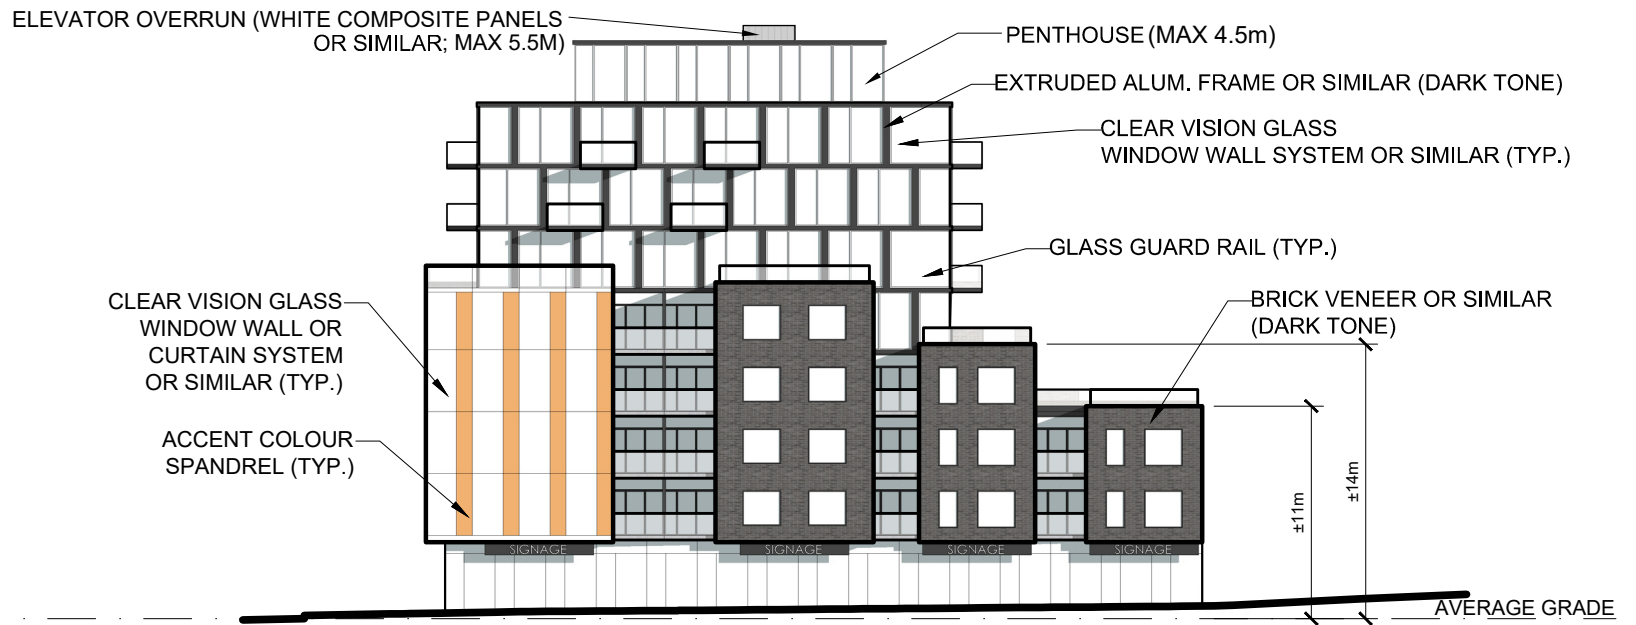 ELEVATOR OVERRUN (WHITE COMPOSITE PANELS
OR SIMILAR; MAX 5.5M)
PENTHOUSE (MAX 4.5m)
EXTRUDED ALUM. FRAME OR SIMILAR (DARK TONE)
CLEAR VISION GLASS
WINDOW WALL SYSTEM OR SIMILAR (TYP.)
GLASS GUARD RAIL (TYP.)
BRICK VENEER OR SIMILAR
(DARK TONE)
CLEAR VISION GLASS
WINDOW WALL OR
CURTAIN SYSTEM
OR SIMILAR (TYP.)
ACCENT COLOUR
SPANDREL (TYP.)
±11m
±14m
SIGNAGE
SIGNAGE
SIGNAGE
SIGNAGE
AVERAGE GRADE